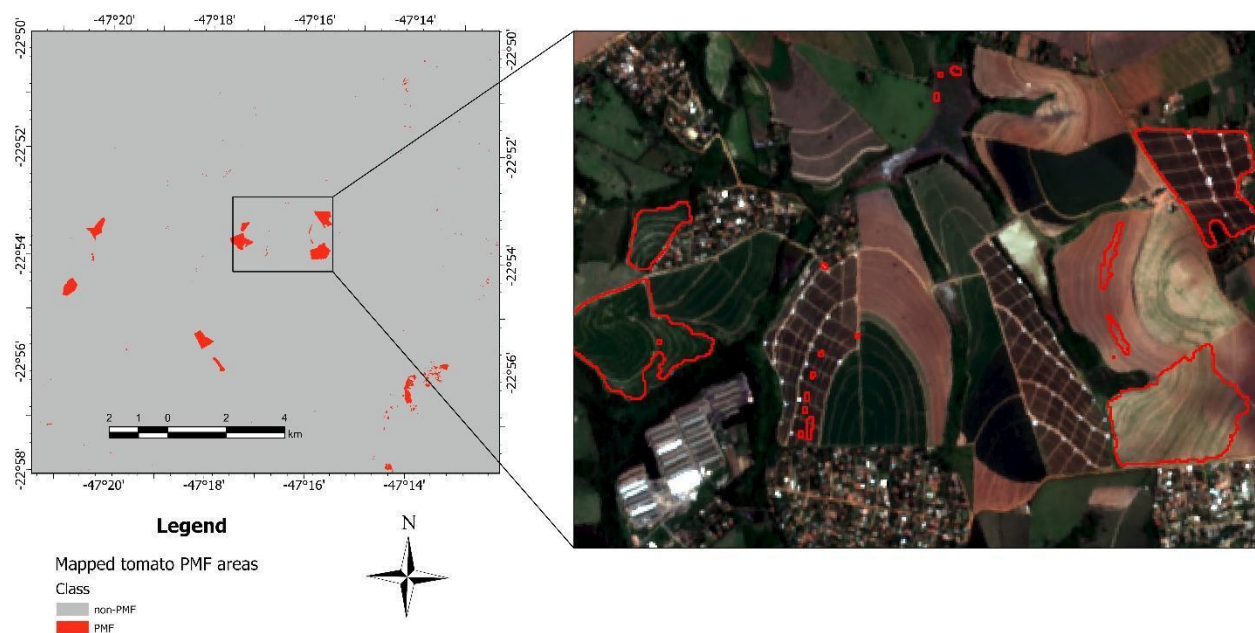 -47°20' -47°18' -47°16' -47°14'
-22°50' -22°50'
-22°52' -22°52'
-22°54' -22°54'
-22°56' -22°56'
2 1 0 2 4
km
-22°58'
-47°20' -47°18' -47°16' -47°14'
Legend
N
Mapped tomato PMF areas
Class
non-PMF
PMF